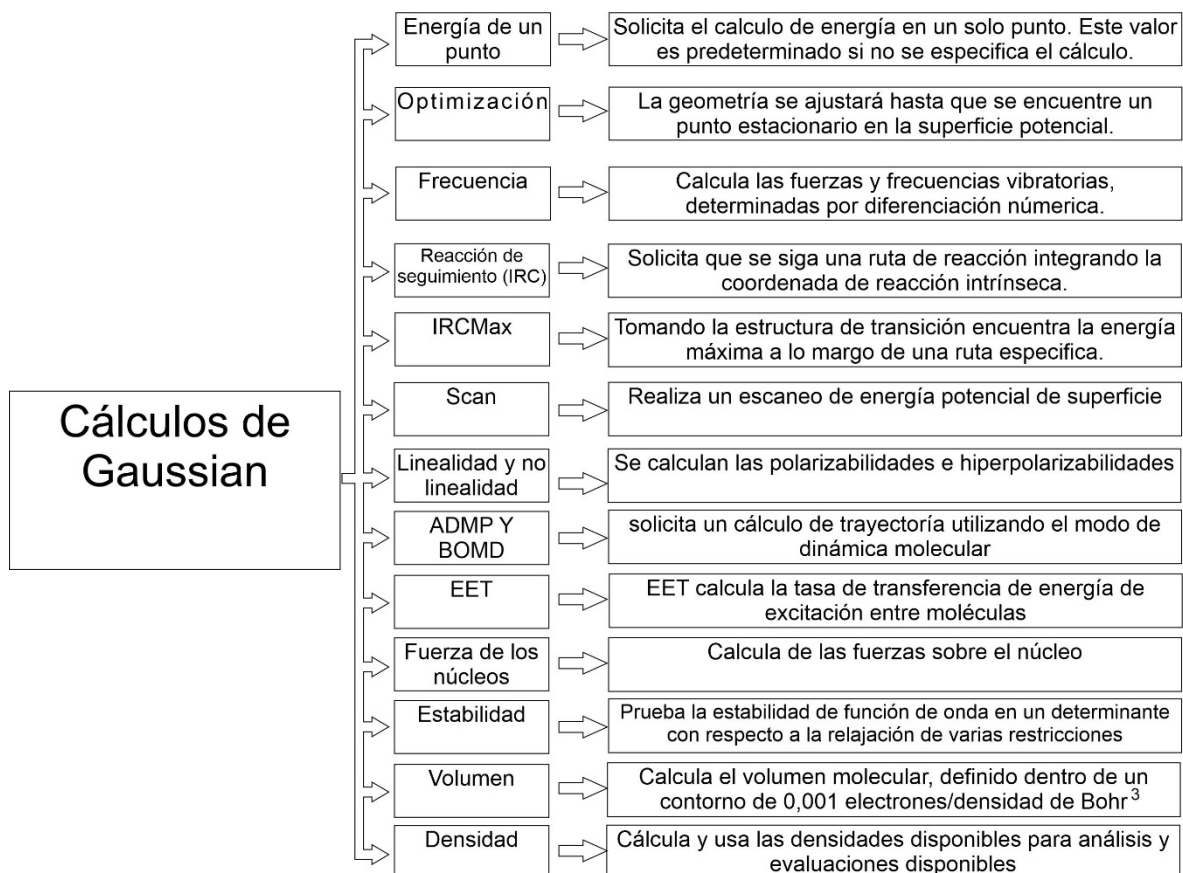 Cálculos de
Gaussian
Energía de un
punto
Solicita el calculo de energía en un solo punto. Este valor
es predeterminado si no se especifica el cálculo.
Optimización
La geometría se ajustará hasta que se encuentre un
punto estacionario en la superficie potencial.
Frecuencia
Calcula las fuerzas y frecuencias vibratorias,
determinadas por diferenciación númerica.
Reacción de
seguimiento (IRC)
Solicita que se siga una ruta de reacción integrando la
coordenada de reacción intrínseca.
IRCMax
Tomando la estructura de transición encuentra la energía
máxima a lo margo de una ruta especifica.
Scan
Realiza un escaneo de energía potencial de superficie
Linealidad y no
linealidad
Se calculan las polarizabilidades e hiperpolarizabilidades
ADMP Y
BOMD
solicita un cálculo de trayectoría utilizando el modo de
dinámica molecular
EET
EET calcula la tasa de transferencia de energía de
excitación entre moléculas
Fuerza de los
núcleos
Calcula de las fuerzas sobre el núcleo
Estabilidad
Prueba la estabilidad de función de onda en un determinante
con respecto a la relajación de varias restricciones
Volumen
Calcula el volumen molecular, definido dentro de un
contorno de 0,001 electrones/densidad de Bohr³
Densidad
Cálcula y usa las densidades disponibles para análisis y
evaluaciones disponibles